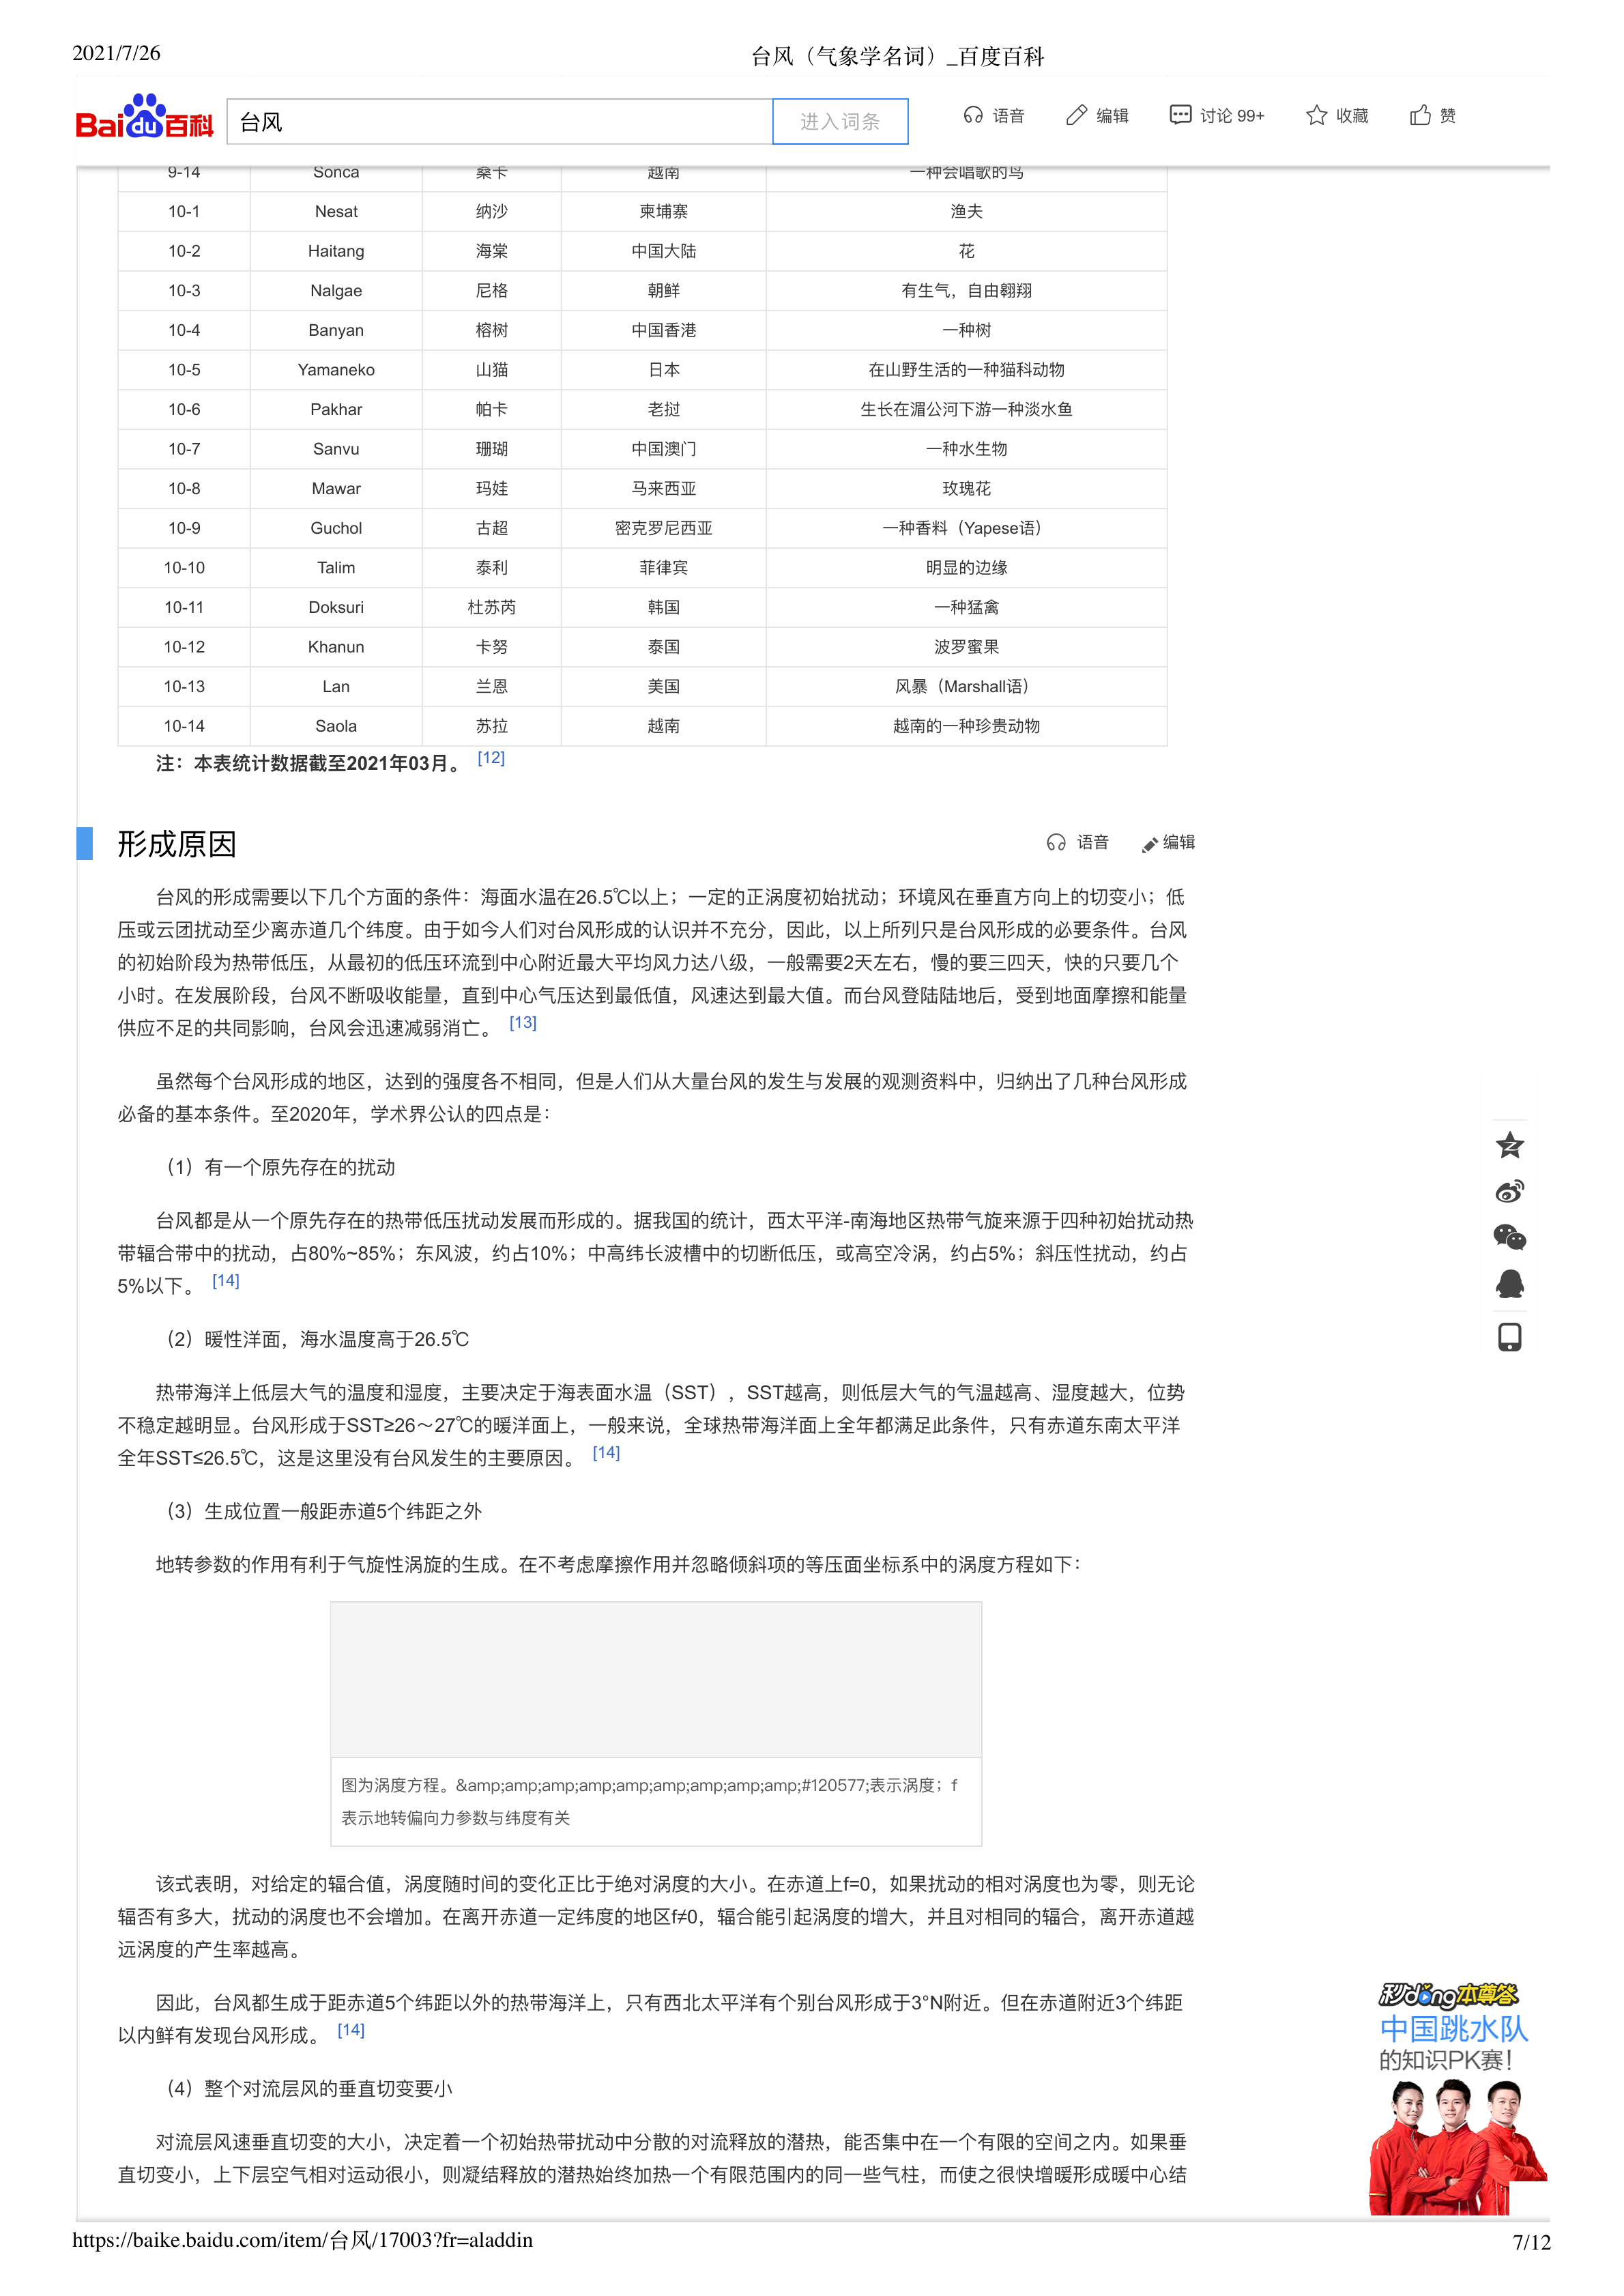 2021/7/26
台风（气象学名词）_百度百科
Baidu百科
台风
进入词条
语音
编辑
讨论 99+
收藏
赞
9-14 Sonca 桑卡 越南 一种会唱歌的鸟
10-1 Nesat 纳沙 柬埔寨 渔夫
10-2 Haitang 海棠 中国大陆 花
10-3 Nalgae 尼格 朝鲜 有生气，自由翱翔
10-4 Banyan 榕树 中国香港 一种树
10-5 Yamaneko 山猫 日本 在山野生活的一种猫科动物
10-6 Pakhar 帕卡 老挝 生长在湄公河下游一种淡水鱼
10-7 Sanvu 珊瑚 中国澳门 一种水生物
10-8 Mawar 玛娃 马来西亚 玫瑰花
10-9 Guchol 古超 密克罗尼西亚 一种香料（Yapese语）
10-10 Talim 泰利 菲律宾 明显的边缘
10-11 Doksuri 杜苏芮 韩国 一种猛禽
10-12 Khanun 卡努 泰国 波罗蜜果
10-13 Lan 兰恩 美国 风暴（Marshall语）
10-14 Saola 苏拉 越南 越南的一种珍贵动物
注：本表统计数据截至2021年03月。 [12]
形成原因
语音
编辑
台风的形成需要以下几个方面的条件：海面水温在26.5℃以上；一定的正涡度初始扰动；环境风在垂直方向上的切变小；低
压或云团扰动至少离赤道几个纬度。由于如今人们对台风形成的认识并不充分，因此，以上所列只是台风形成的必要条件。台风
的初始阶段为热带低压，从最初的低压环流到中心附近最大平均风力达八级，一般需要2天左右，慢的要三四天，快的只要几个
小时。在发展阶段，台风不断吸收能量，直到中心气压达到最低值，风速达到最大值。而台风登陆陆地后，受到地面摩擦和能量
供应不足的共同影响，台风会迅速减弱消亡。 [13]
虽然每个台风形成的地区，达到的强度各不相同，但是人们从大量台风的发生与发展的观测资料中，归纳出了几种台风形成
必备的基本条件。至2020年，学术界公认的四点是：
（1）有一个原先存在的扰动
台风都是从一个原先存在的热带低压扰动发展而形成的。据我国的统计，西太平洋-南海地区热带气旋来源于四种初始扰动热
带辐合带中的扰动，占80%~85%；东风波，约占10%；中高纬长波槽中的切断低压，或高空冷涡，约占5%；斜压性扰动，约占
5%以下。 [14]
（2）暖性洋面，海水温度高于26.5℃
热带海洋上低层大气的温度和湿度，主要决定于海表面水温（SST），SST越高，则低层大气的气温越高、湿度越大，位势
不稳定越明显。台风形成于SST≥26～27℃的暖洋面上，一般来说，全球热带海洋面上全年都满足此条件，只有赤道东南太平洋
全年SST≤26.5℃，这是这里没有台风发生的主要原因。 [14]
（3）生成位置一般距赤道5个纬距之外
地转参数的作用有利于气旋性涡旋的生成。在不考虑摩擦作用并忽略倾斜项的等压面坐标系中的涡度方程如下：
图为涡度方程。&amp;amp;amp;amp;amp;amp;amp;amp;amp;#120577;表示涡度；f
表示地转偏向力参数与纬度有关
该式表明，对给定的辐合值，涡度随时间的变化正比于绝对涡度的大小。在赤道上f=0，如果扰动的相对涡度也为零，则无论
辐否有多大，扰动的涡度也不会增加。在离开赤道一定纬度的地区f≠0，辐合能引起涡度的增大，并且对相同的辐合，离开赤道越
远涡度的产生率越高。
因此，台风都生成于距赤道5个纬距以外的热带海洋上，只有西北太平洋有个别台风形成于3°N附近。但在赤道附近3个纬距
以内鲜有发现台风形成。 [14]
（4）整个对流层风的垂直切变要小
对流层风速垂直切变的大小，决定着一个初始热带扰动中分散的对流释放的潜热，能否集中在一个有限的空间之内。如果垂
直切变小，上下层空气相对运动很小，则凝结释放的潜热始终加热一个有限范围内的同一些气柱，而使之很快增暖形成暖中心结
秒dong本尊答
中国跳水队
的知识PK赛！
https://baike.baidu.com/item/台风/17003?fr=aladdin
7/12